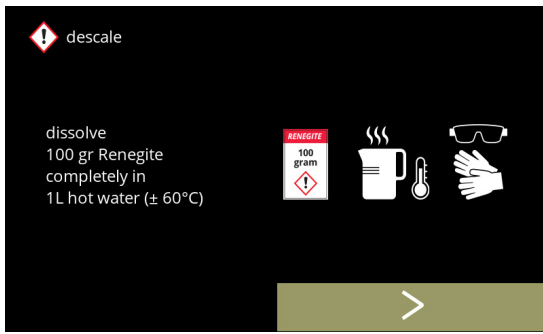 descale
dissolve
100 gr Renegite
completely in
1L hot water (± 60°C)
RENEGITE
100
gram